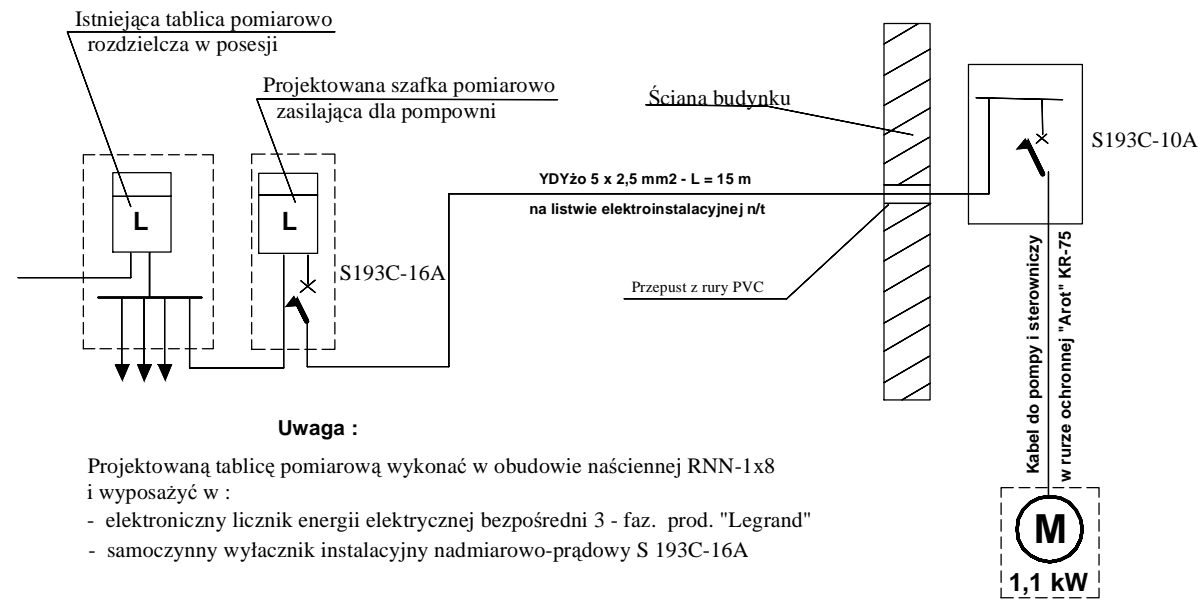 Istniejąca tablica pomiarowo
rozdzielcza w posesji
Projektowana szafka pomiarowo
zasilająca dla pompowni
Ściana budynku
S193C-10A
YDYżo 5 x 2,5 mm2 - L = 15 m
na listwie elektroinstalacyjnej n/t
L
L
S193C-16A
Przepust z rury PVC
Kabel do pompy i sterowniczy
w rurze ochronnej "Arot" KR-75
Uwaga :
Projektowaną tablicę pomiarową wykonać w obudowie naściennej RNN-1x8
i wyposażyć w :
- elektroniczny licznik energii elektrycznej bezpośredni 3 - faz. prod. "Legrand"
- samoczynny wyłacznik instalacyjny nadmiarowo-prądowy S 193C-16A
M
1,1 kW